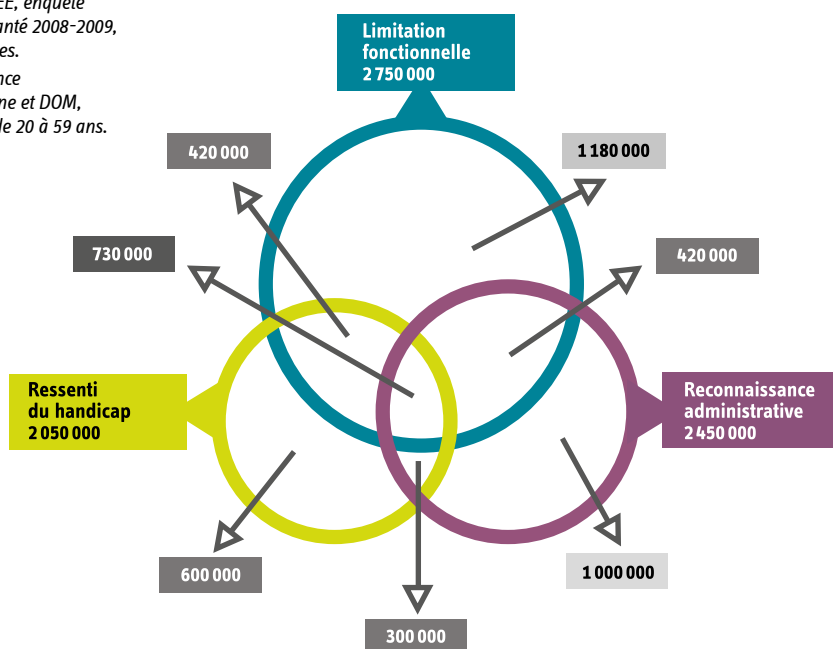 EE, enquête
anté 2008-2009,
es.
nce
ne et DOM,
de 20 à 59 ans.
Limitation
fonctionnelle
2 750 000
420 000
1 180 000
730 000
420 000
Ressenti
du handicap
2 050 000
Reconnaissance
administrative
2 450 000
600 000
1 000 000
300 000